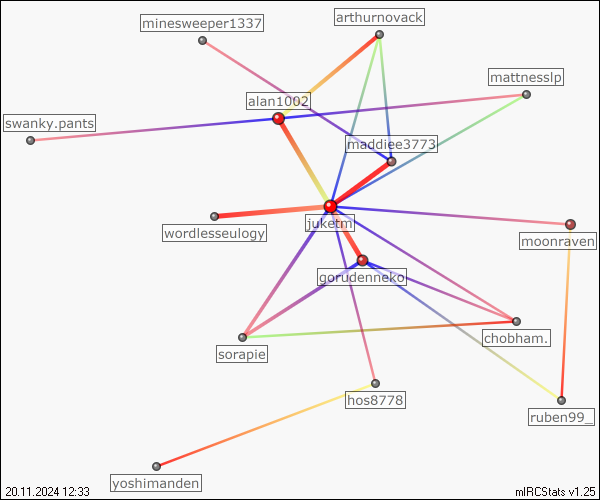 arthurnovack
minesweeper1337
mattnesslp
alan1002
swanky.pants
maddiee3773
juketm
wordlesseulogy
moonraven
gorudenneko
chobham.
sorapie
hos8778
ruben99_
yoshimanden
20.11.2024 12:33
mIRCStats v1.25